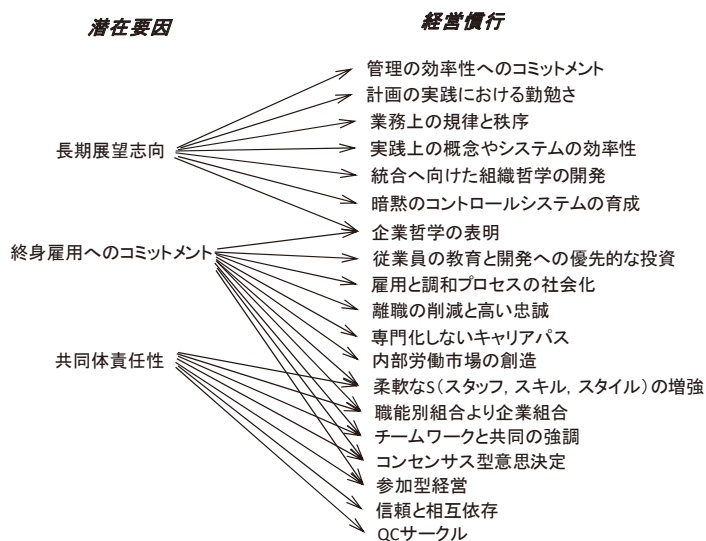 潜在要因
経営慣行
長期展望志向
終身雇用へのコミットメント
共同体責任性
管理の効率性へのコミットメント
計画の実践における勤勉さ
業務上の規律と秩序
実践上の概念やシステムの効率性
統合へ向けた組織哲学の開発
暗黙のコントロールシステムの育成
企業哲学の表明
従業員の教育と開発への優先的な投資
雇用と調和プロセスの社会化
離職の削減と高い忠誠
専門化しないキャリアパス
内部労働市場の創造
柔軟なS(スタッフ, スキル, スタイル)の増強
職能別組合より企業組合
チームワークと共同の強調
コンセンサス型意思決定
参加型経営
信頼と相互依存
QCサークル